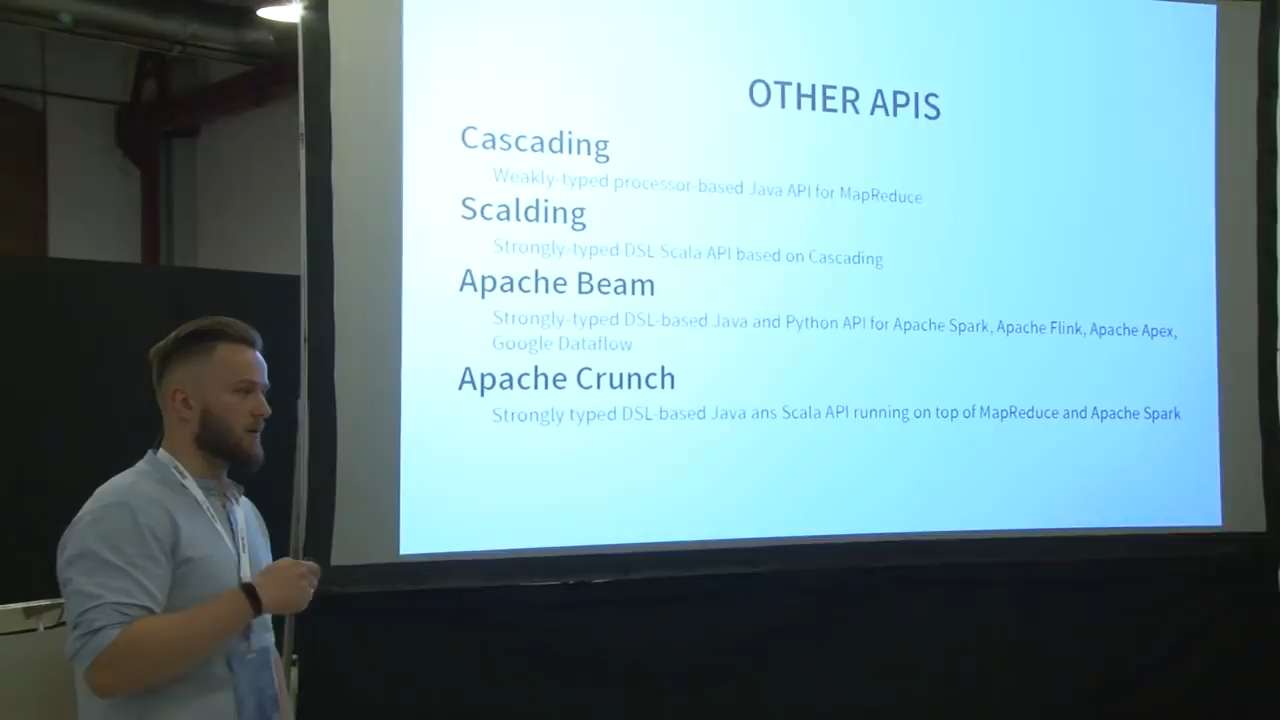 OTHER APIS
Cascading
Weakly-typed processor-based Java API for MapReduce
Scalding
Strongly-typed DSL Scala API based on Cascading
Apache Beam
Strongly-typed DSL-based Java and Python API for Apache Spark, Apache Flink, Apache Apex,
Google Dataflow
Apache Crunch
Strongly typed DSL-based Java ans Scala API running on top of MapReduce and Apache Spark